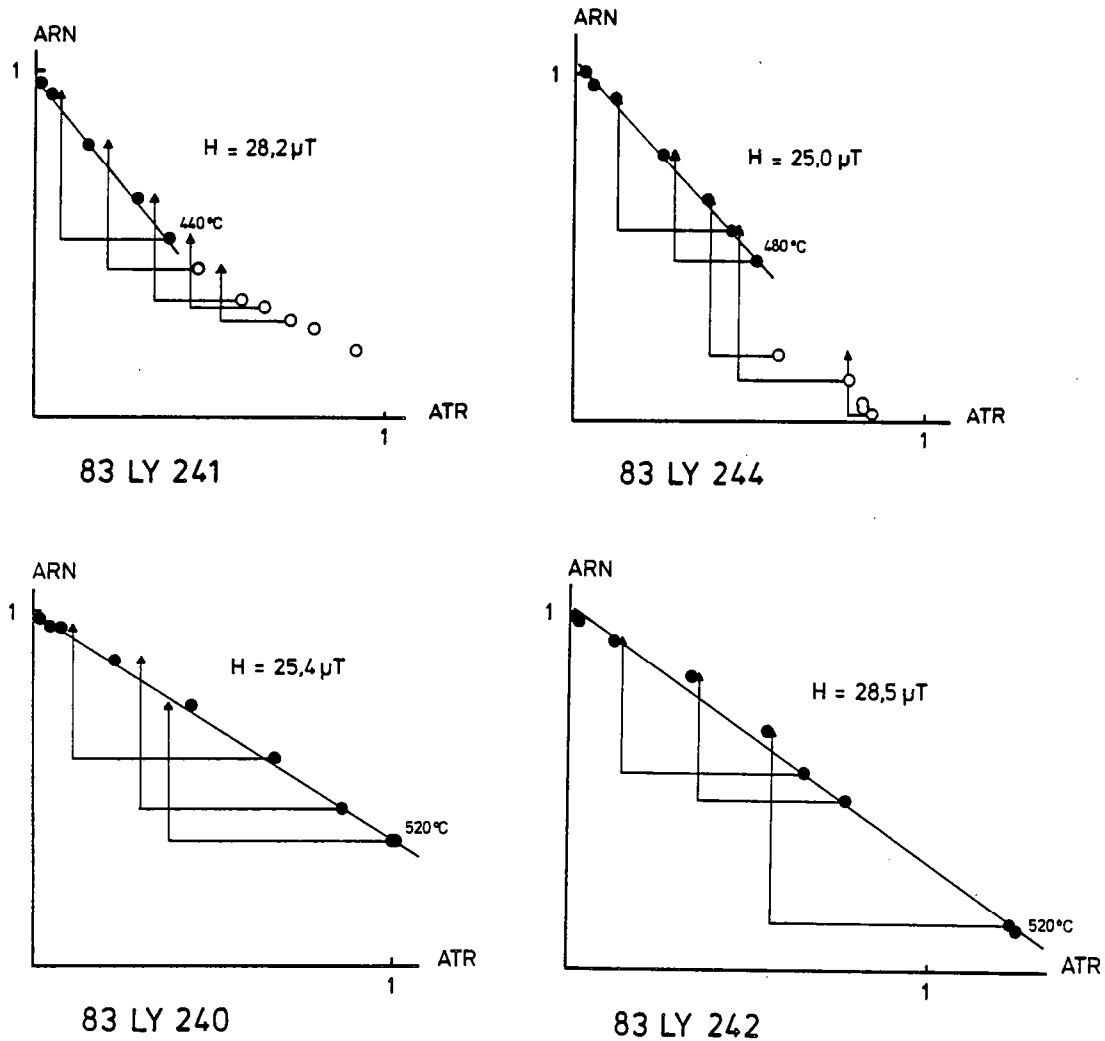 ARN
1
H = 28,2 µT
440°C
ATR
1
83 LY 241
ARN
1
H = 25,0 µT
480°C
ATR
1
83 LY 244
ARN
1
H = 25,4 µT
520°C
ATR
1
83 LY 240
ARN
1
H = 28,5 µT
520°C
ATR
1
83 LY 242